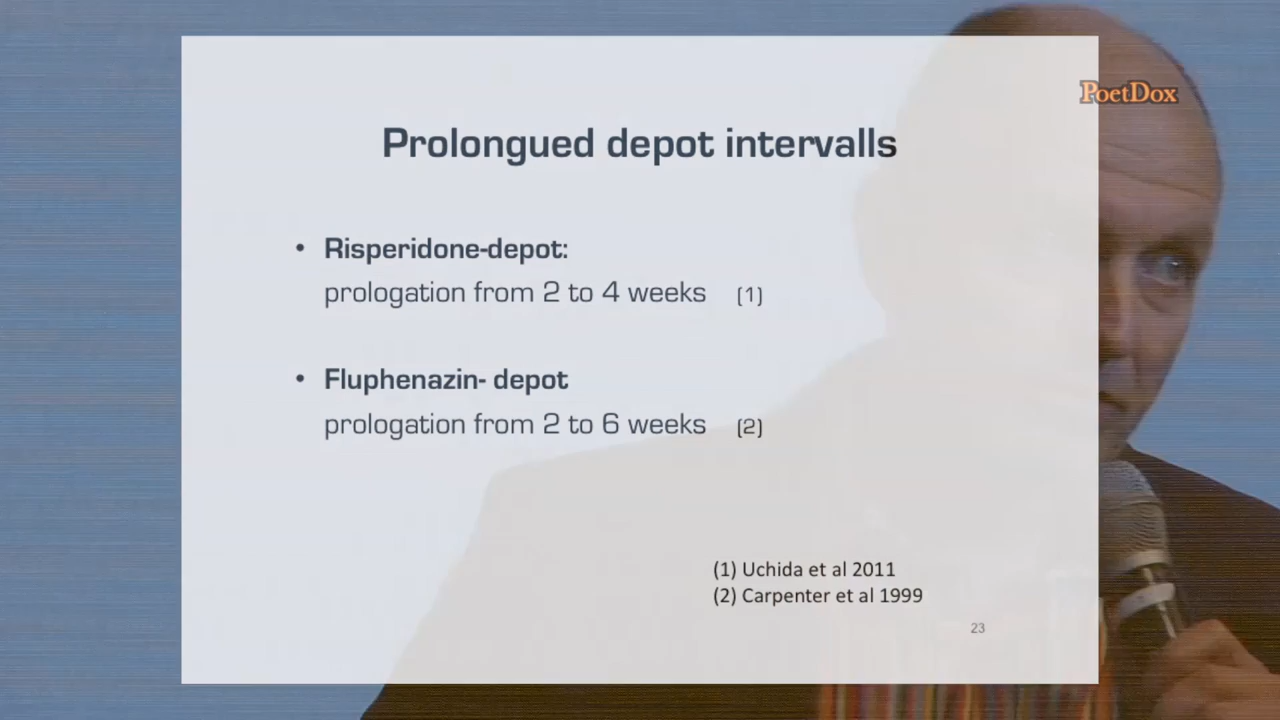 PoetDox
Prolongued depot intervalls
• Risperidone-depot:
prologation from 2 to 4 weeks (1)
• Fluphenazin- depot
prologation from 2 to 6 weeks (2)
(1) Uchida et al 2011
(2) Carpenter et al 1999
23